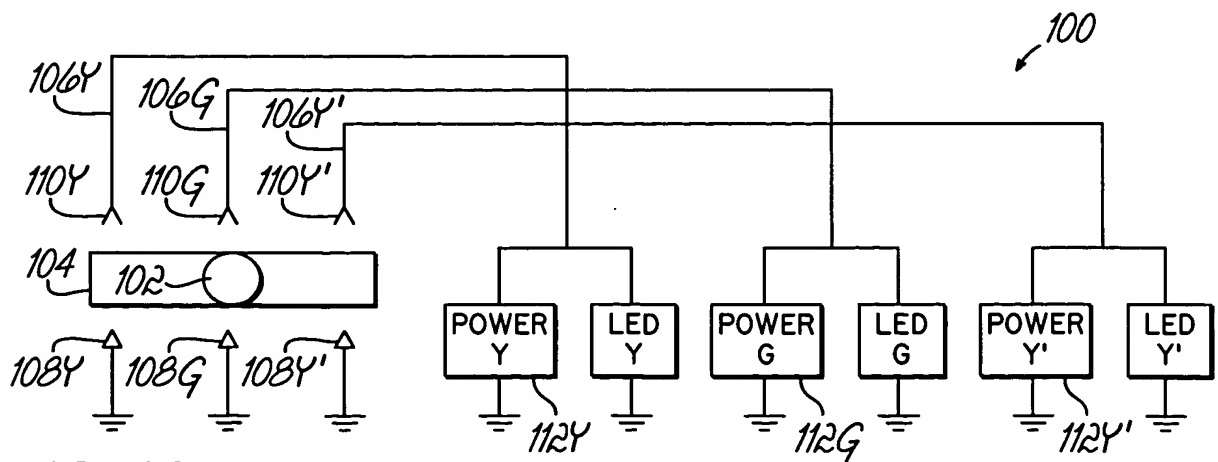 100
106Y
106G
106Y'
110Y
110G
110Y'
104
102
POWER Y
LED Y
POWER G
LED G
POWER Y'
LED Y'
108Y
108G
108Y'
112Y
112G
112Y'